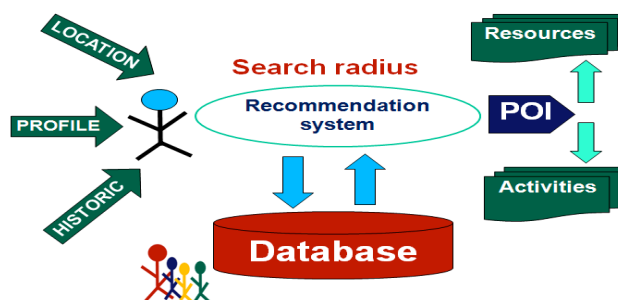 LOCATION
Resources
Search radius
Recommendation
system
POI
PROFILE
Activities
HISTORIC
Database